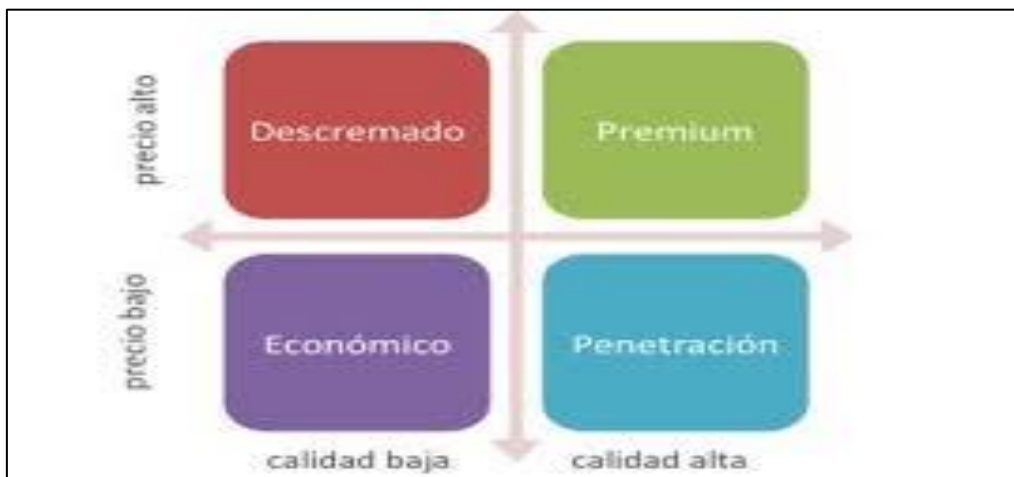 precio alto
Descremado
Premium
precio bajo
Económico
Penetración
calidad baja
calidad alta